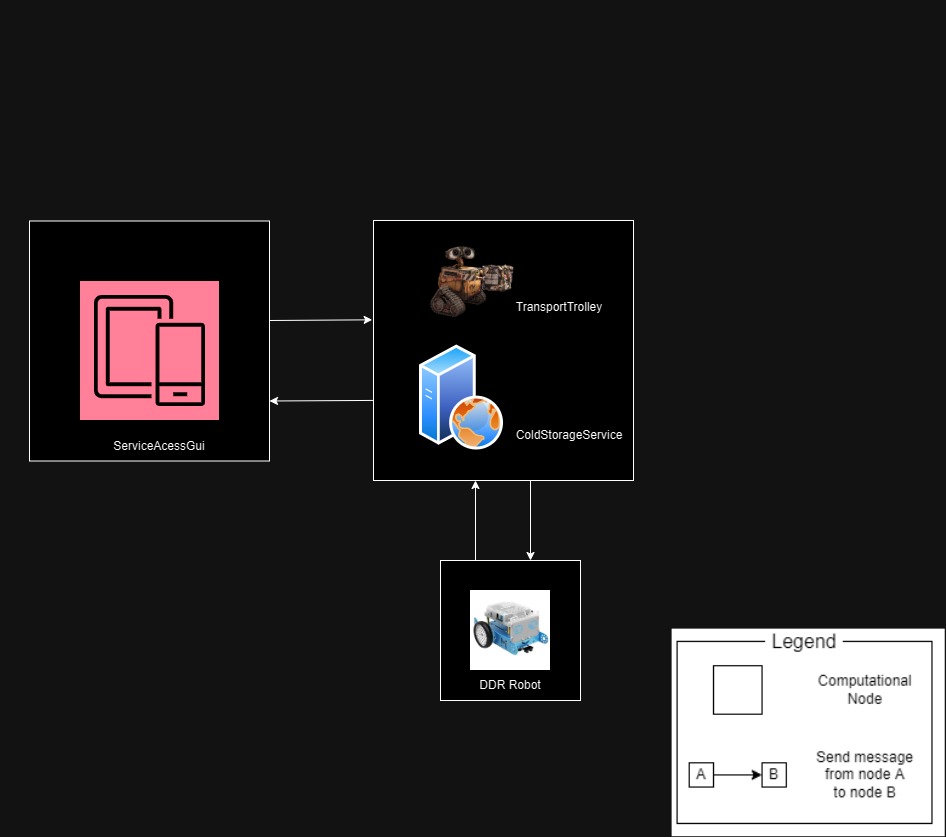 TransportTrolley
ColdStorageService
ServiceAcessGui
DDR Robot
Legend
Computational
Node
A
B
Send message
from node A
to node B